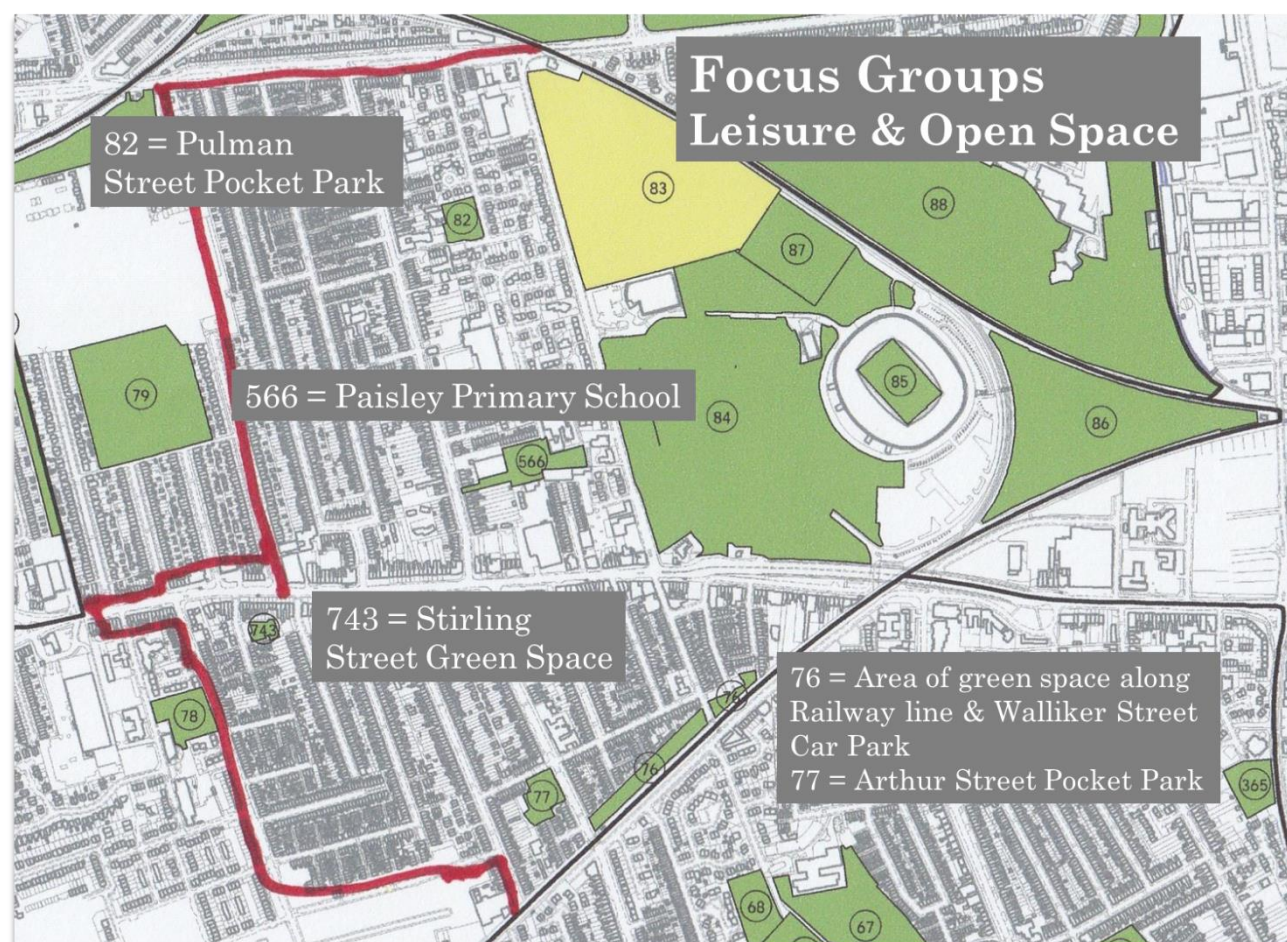 Focus Groups
Leisure & Open Space
82 = Pulman
Street Pocket Park
83
88
82
87
79
566 = Paisley Primary School
85
84
86
566
743 = Stirling
Street Green Space
743
76 = Area of green space along
Railway line & Walliker Street
Car Park
77 = Arthur Street Pocket Park
76
78
76
77
365
68
67